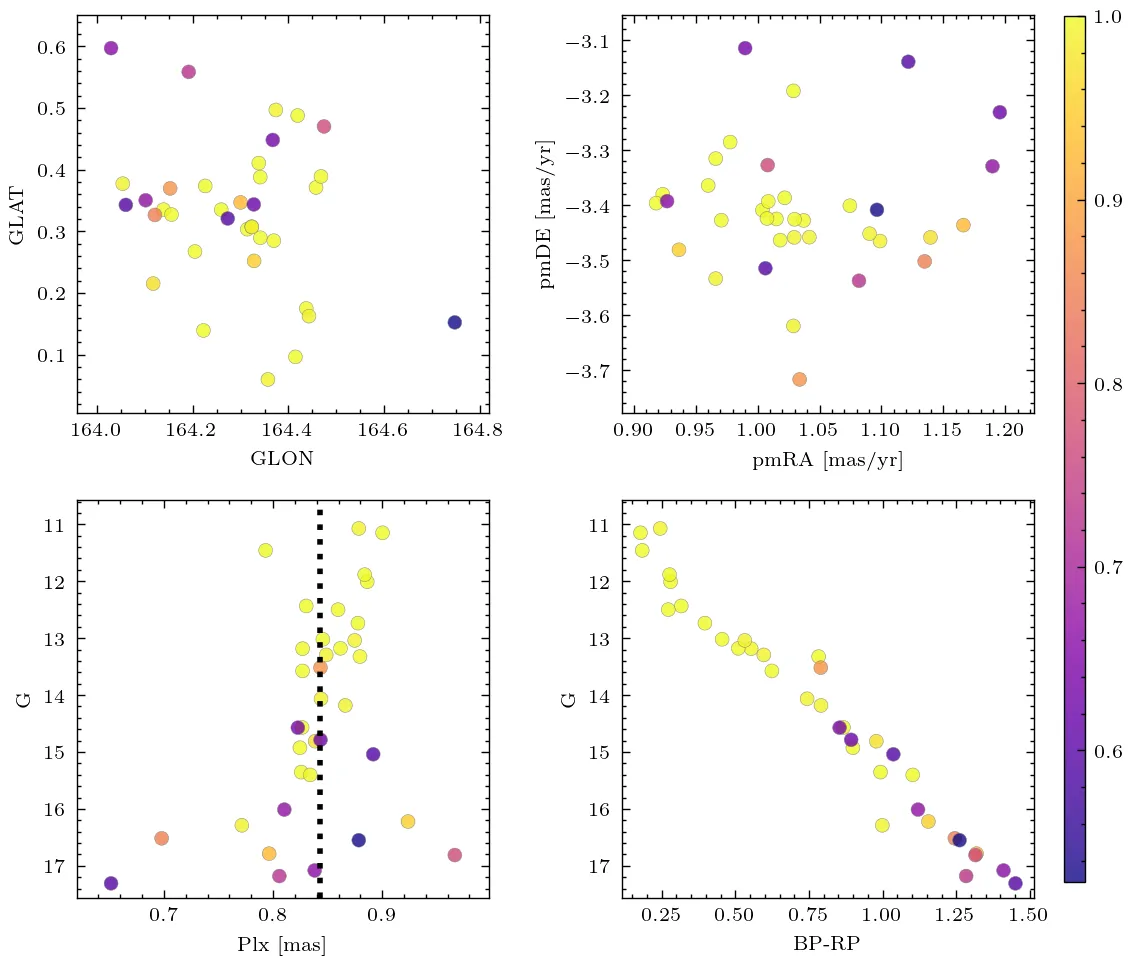 0.6
0.5
0.4
0.3
0.2
0.1
GLAT
164.0 164.2 164.4 164.6 164.8
GLON
−3.1
−3.2
−3.3
−3.4
−3.5
−3.6
−3.7
pmDE [mas/yr]
0.90 0.95 1.00 1.05 1.10 1.15 1.20
pmRA [mas/yr]
11
12
13
14
15
16
17
G
0.7 0.8 0.9
Plx [mas]
11
12
13
14
15
16
17
G
0.25 0.50 0.75 1.00 1.25 1.50
BP-RP
1.0
0.9
0.8
0.7
0.6